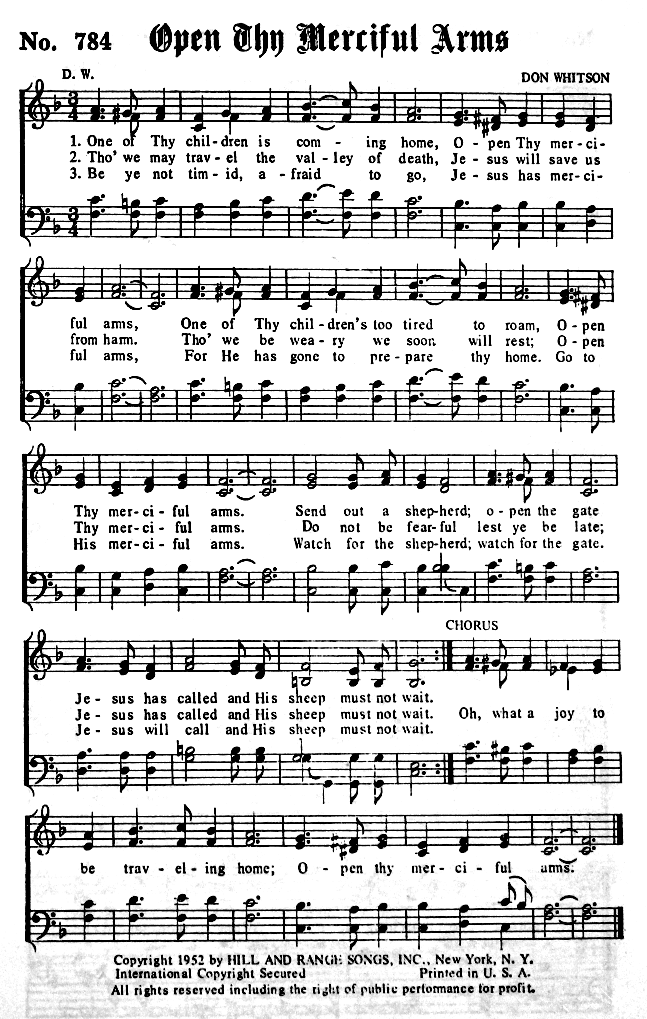 No. 784 Open Thy Merciful Arms
D. W. DON WHITSON
1. One of Thy chil-dren is com - ing home, O - pen Thy mer-ci-
2. Tho' we may trav - el the val - ley of death, Je - sus will save us
3. Be ye not tim - id, a - fraid to go, Je - sus has mer-ci-
ful arms, One of Thy chil-dren's too tired to roam, O - pen
from harm. Tho' we be wea - ry we soon will rest; O - pen
ful arms, For He has gone to pre - pare thy home. Go to
Thy mer-ci-ful arms. Send out a shep-herd; o - pen the gate
Thy mer-ci-ful arms. Do not be fear-ful lest ye be late;
His mer-ci-ful arms. Watch for the shep-herd; watch for the gate.
CHORUS
Je - sus has called and His sheep must not wait.
Je - sus has called and His sheep must not wait. Oh, what a joy to
Je - sus will call and His sheep must not wait.
be trav - el - ing home; O - pen thy mer - ci - ful arms.
Copyright 1952 by HILL AND RANGE SONGS, INC., New York, N. Y.
International Copyright Secured Printed in U. S. A.
All rights reserved including the right of public performance for profit.